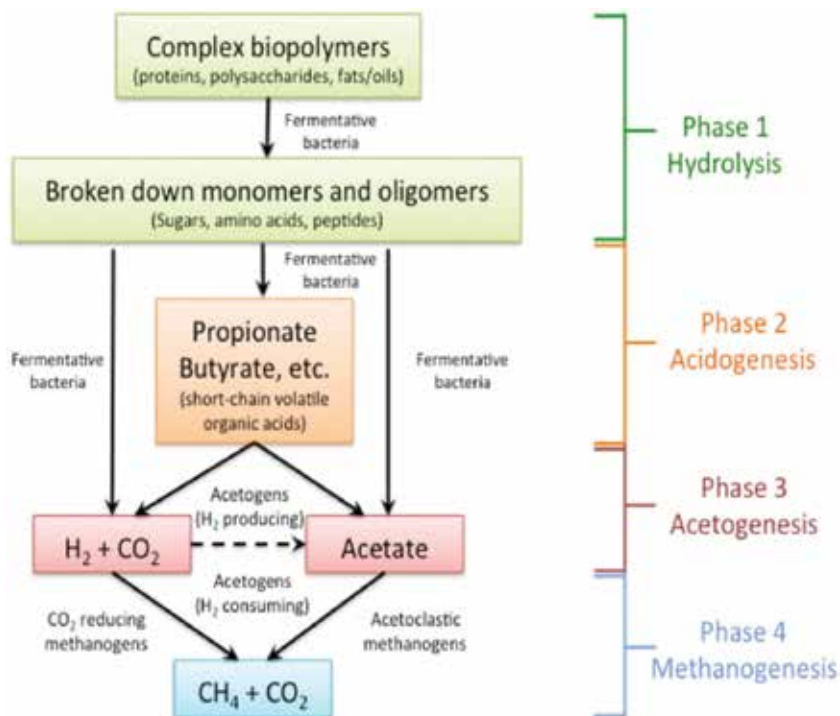 Complex biopolymers
(proteins, polysaccharides, fats/oils)
Fermentative
bacteria
Phase 1
Hydrolysis
Broken down monomers and oligomers
(Sugars, amino acids, peptides)
Fermentative
bacteria
Propionate
Butyrate, etc.
(short-chain volatile
organic acids)
Fermentative
bacteria
Fermentative
bacteria
Phase 2
Acidogenesis
Acetogens
(H₂ producing)
H₂ + CO₂
Acetate
Acetogens
(H₂ consuming)
Phase 3
Acetogenesis
CO₂ reducing
methanogens
Acetoclastic
methanogens
CH₄ + CO₂
Phase 4
Methanogenesis